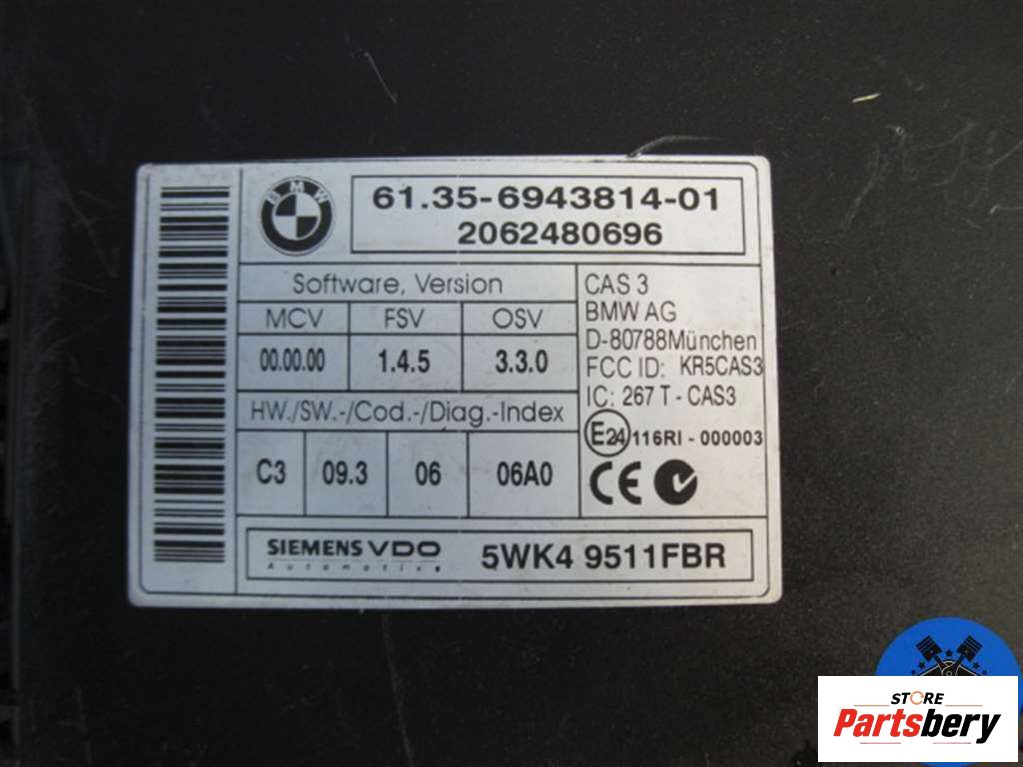 BMW
61.35-6943814-01
2062480696
Software, Version
MCV FSV OSV
00.00.00 1.4.5 3.3.0
HW./SW.-/Cod.-/Diag.-Index
C3 09.3 06 06A0
CAS 3
BMW AG
D-80788München
FCC ID: KR5CAS3
IC: 267 T - CAS3
E24 116RI - 000003
CE
SIEMENS VDO
Automotive
5WK4 9511FBR
STORE
Partsbery